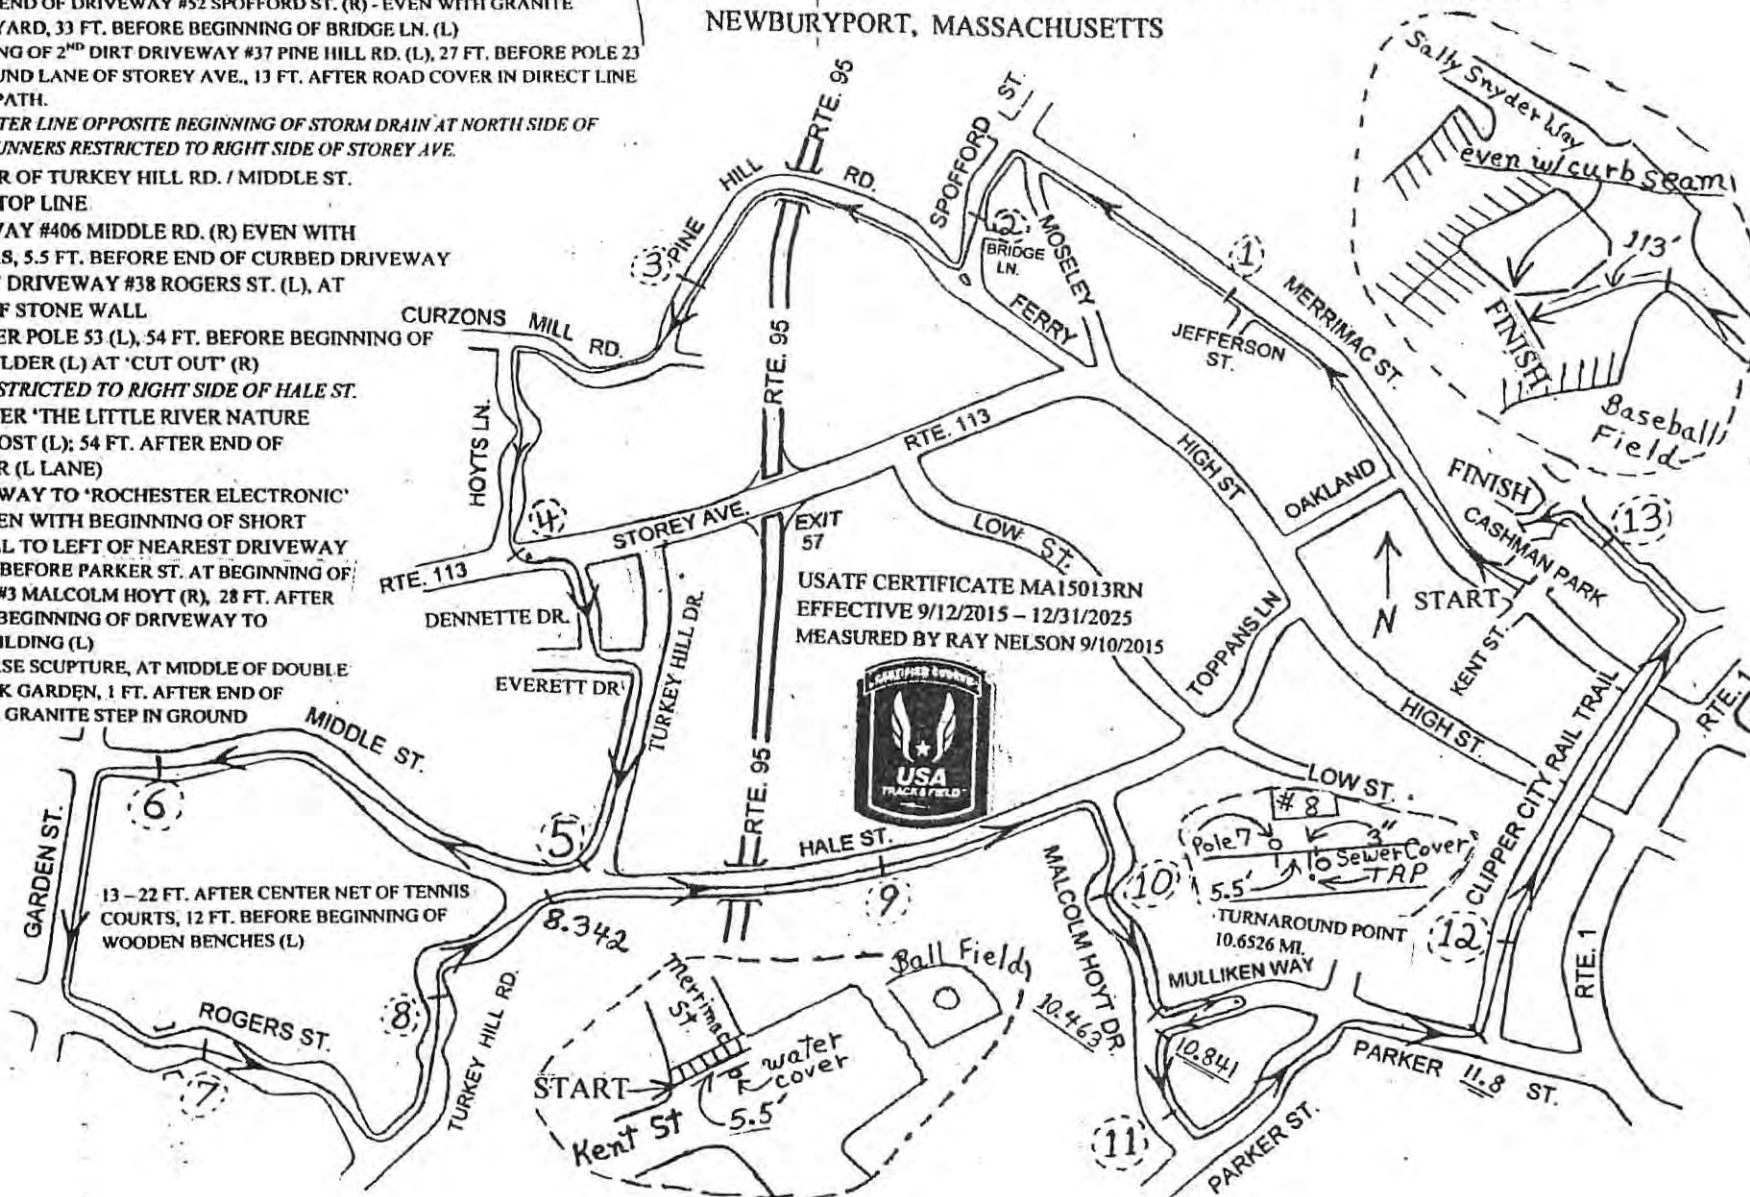 END OF DRIVEWAY #52 SPOFFORD ST. (R) - EVEN WITH GRANITE
YARD, 33 FT. BEFORE BEGINNING OF BRIDGE LN. (L)
NG OF 2ND DIRT DRIVEWAY #37 PINE HILL RD. (L), 27 FT. BEFORE POLE 23
UND LANE OF STOREY AVE., 13 FT. AFTER ROAD COVER IN DIRECT LINE
PATH.
TER LINE OPPOSITE BEGINNING OF STORM DRAIN AT NORTH SIDE OF
UNNERS RESTRICTED TO RIGHT SIDE OF STOREY AVE.
R OF TURKEY HILL RD. / MIDDLE ST.
TOP LINE
AY #406 MIDDLE RD. (R) EVEN WITH
S, 5.5 FT. BEFORE END OF CURBED DRIVEWAY
DRIVEWAY #38 ROGERS ST. (L), AT
F STONE WALL
ER POLE 53 (L), 54 FT. BEFORE BEGINNING OF
LDER (L) AT 'CUT OUT' (R)
STRICTED TO RIGHT SIDE OF HALE ST.
ER 'THE LITTLE RIVER NATURE
OST (L); 54 FT. AFTER END OF
R (L LANE)
WAY TO 'ROCHESTER ELECTRONIC'
EN WITH BEGINNING OF SHORT
L TO LEFT OF NEAREST DRIVEWAY
BEFORE PARKER ST. AT BEGINNING OF
#3 MALCOLM HOYT (R), 28 FT. AFTER
BEGINNING OF DRIVEWAY TO
ILDING (L)
SE SCUPTURE, AT MIDDLE OF DOUBLE
K GARDEN, 1 FT. AFTER END OF
GRANITE STEP IN GROUND
13 – 22 FT. AFTER CENTER NET OF TENNIS
COURTS, 12 FT. BEFORE BEGINNING OF
WOODEN BENCHES (L)
NEWBURYPORT, MASSACHUSETTS
RTE. 95
SPOFFORD ST.
HILL RD.
PINE
3
2
BRIDGE
LN.
MOSELEY
FERRY
1
MERRIMAC ST.
JEFFERSON
ST.
Sally Snyder Way
even w/curb seam
113'
FINISH
Baseball
Field
CURZONS MILL RD.
HOYTS LN.
RTE. 95
RTE. 113
HIGH ST
OAKLAND
FINISH
13
CASHMAN PARK
4
STOREY AVE.
EXIT
57
LOW ST.
RTE. 113
START
N
KENT ST.
USATF CERTIFICATE MA15013RN
EFFECTIVE 9/12/2015 – 12/31/2025
MEASURED BY RAY NELSON 9/10/2015
DENNETTE DR.
EVERETT DR
TURKEY HILL DR.
TOPPANS LN
HIGH ST.
CLIPPER CITY RAIL TRAIL
RTE. 1
CERTIFIED COURSE
USA
TRACK & FIELD
MIDDLE ST.
6
GARDEN ST.
5
RTE. 95
HALE ST.
9
LOW ST.
# 8
Pole 7
3"
Sewer Cover
5.5'
TAP
TURNAROUND POINT
10.6526 MI.
10
12
MALCOLM HOYT DR.
MULLIKEN WAY
RTE. 1
8.342
8
ROGERS ST.
7
TURKEY HILL RD.
Merrimac
St.
Ball Field
water
cover
START
5.5'
Kent St
10.463
10.841
PARKER 11.8 ST.
11
PARKER ST.